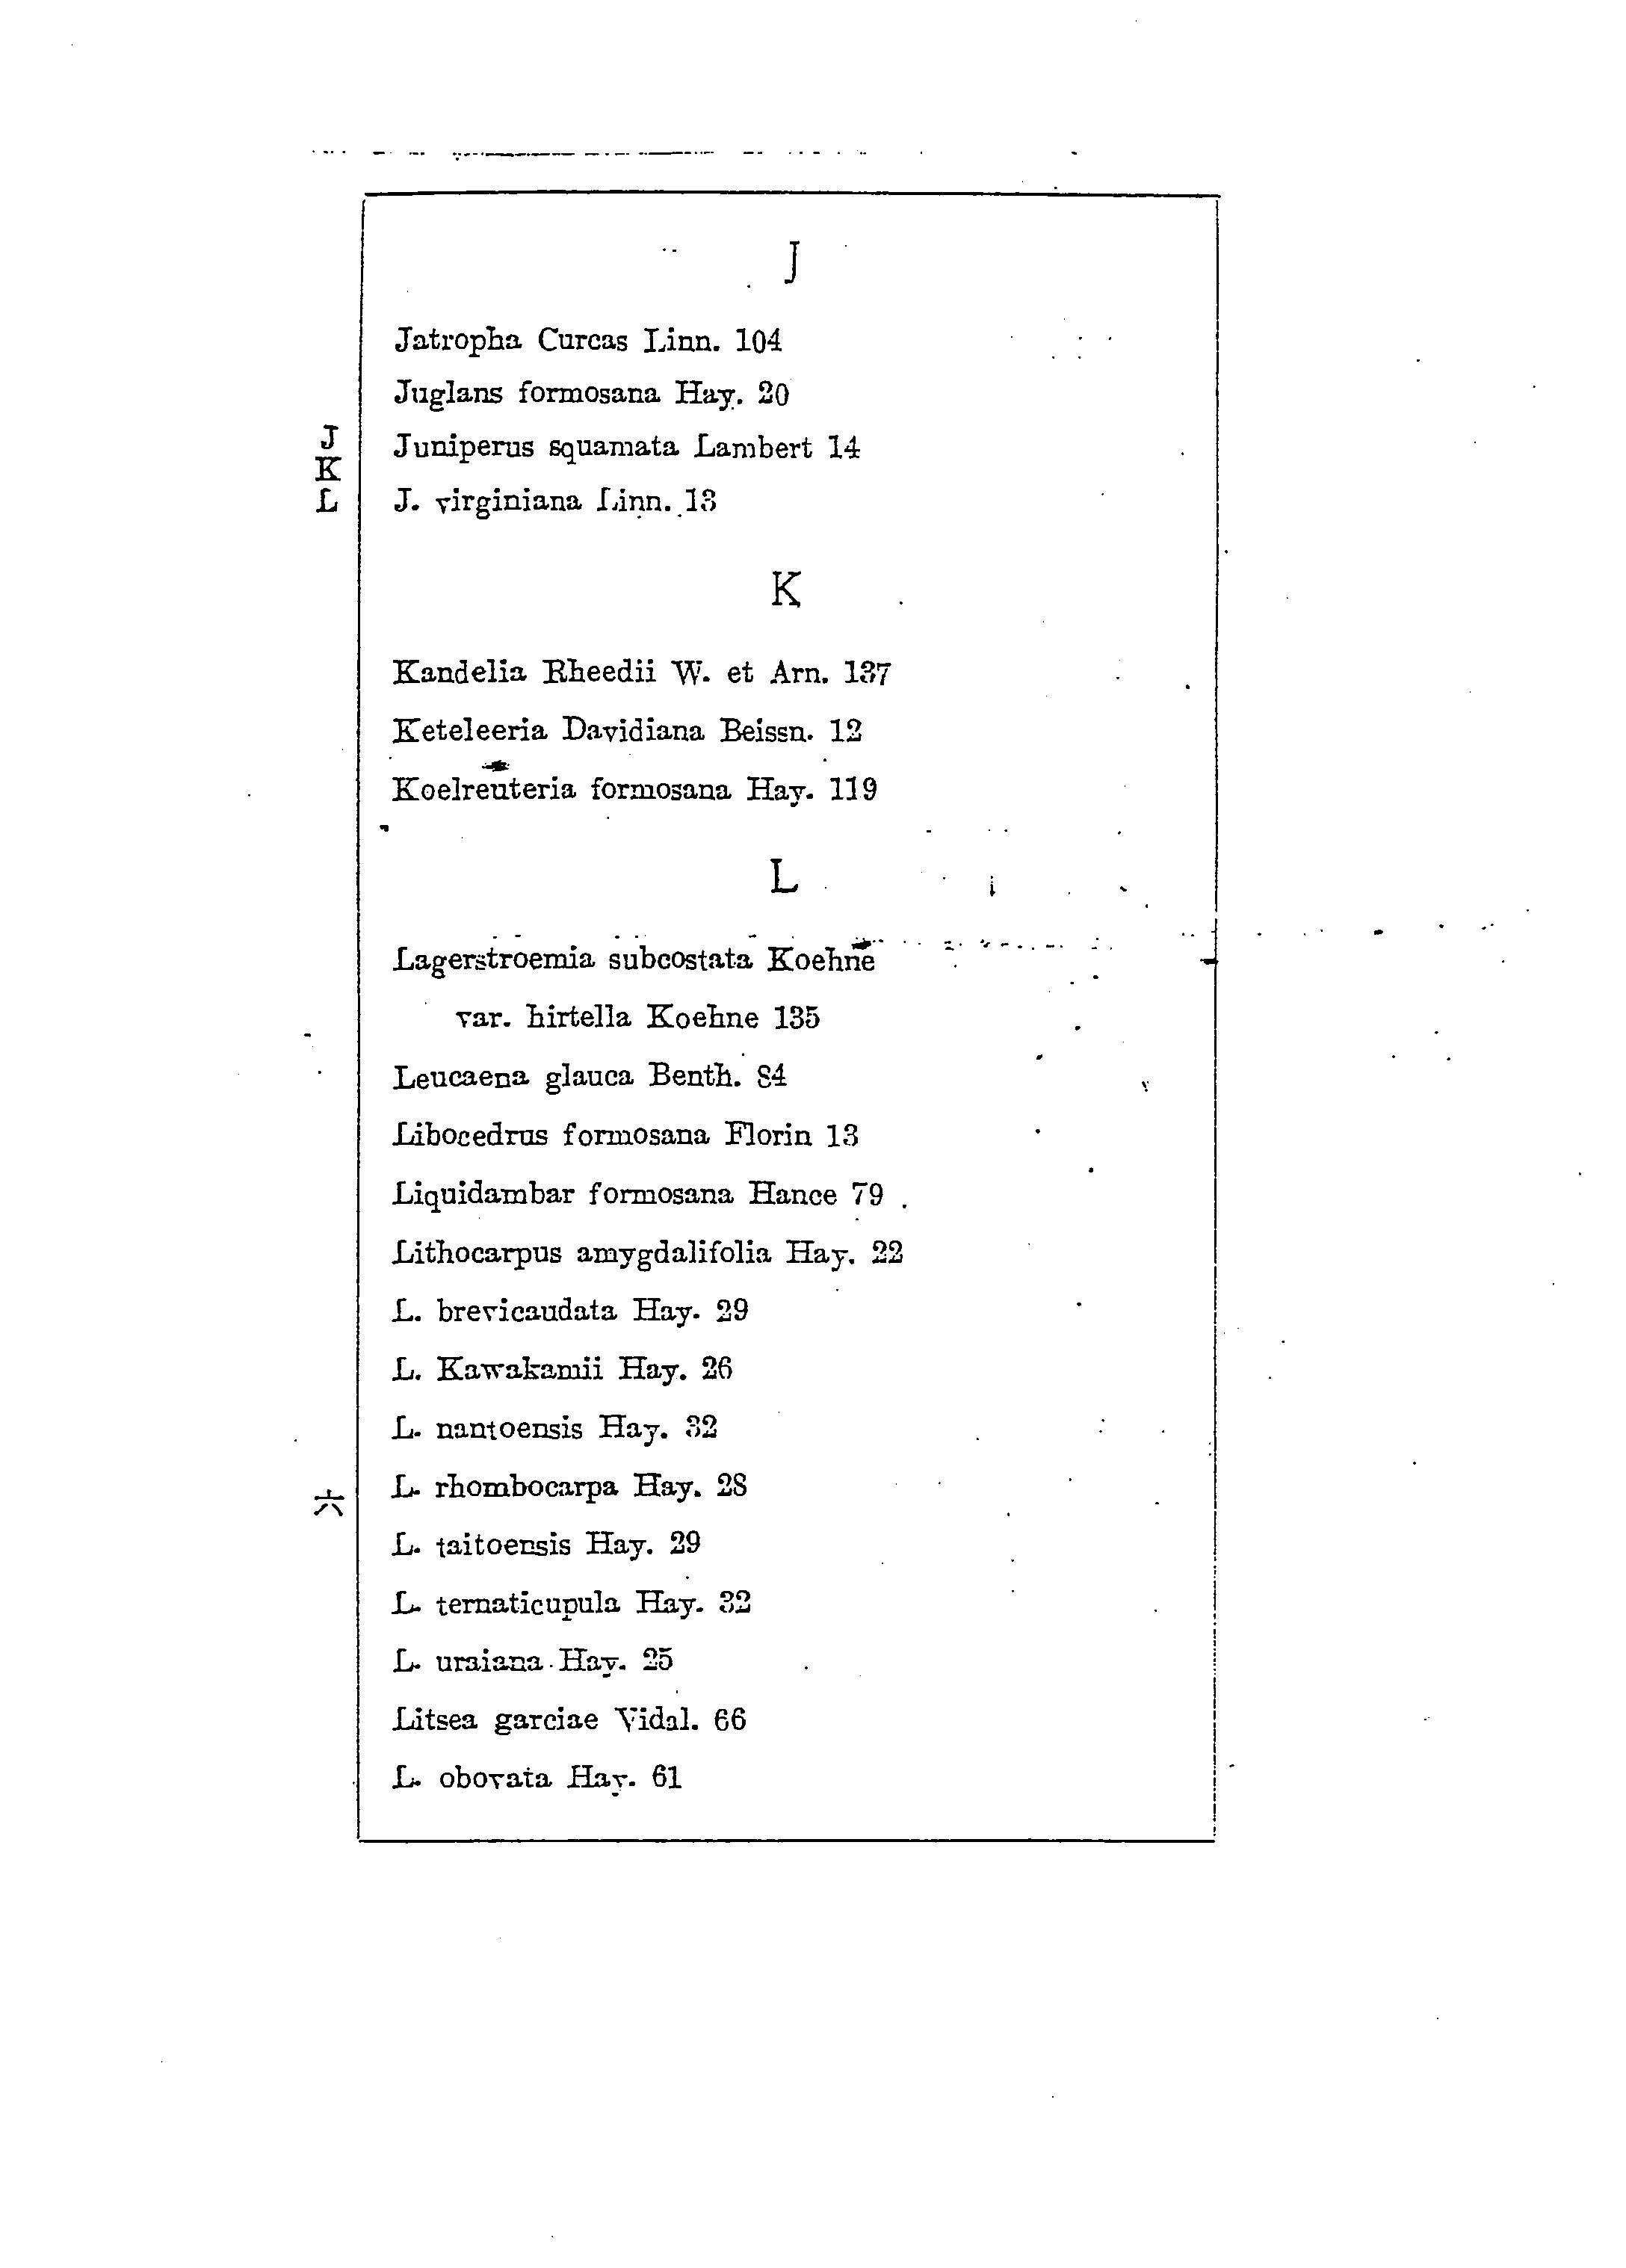 J
Jatropha Curcas Linn. 104
Juglans formosana Hay. 20
Juniperus squamata Lambert 14
J. virginiana Linn. 13
K
Kandelia Rheedii W. et Arn. 137
Keteleeria Davidiana Beissn. 12
Koelreuteria formosana Hay. 119
L
Lagerstroemia subcostata Koehne
var. hirtella Koehne 135
Leucaena glauca Benth. 84
Libocedrus formosana Florin 13
Liquidambar formosana Hance 79
Lithocarpus amygdalifolia Hay. 22
L. brevicaudata Hay. 29
L. Kawakamii Hay. 26
L. nantoensis Hay. 32
L. rhombocarpa Hay. 28
L. taitoensis Hay. 29
L. ternaticupula Hay. 32
L. uraiana Hay. 25
Litsea garciae Vidal. 66
L. obovata Hay. 61
J
K
L
六